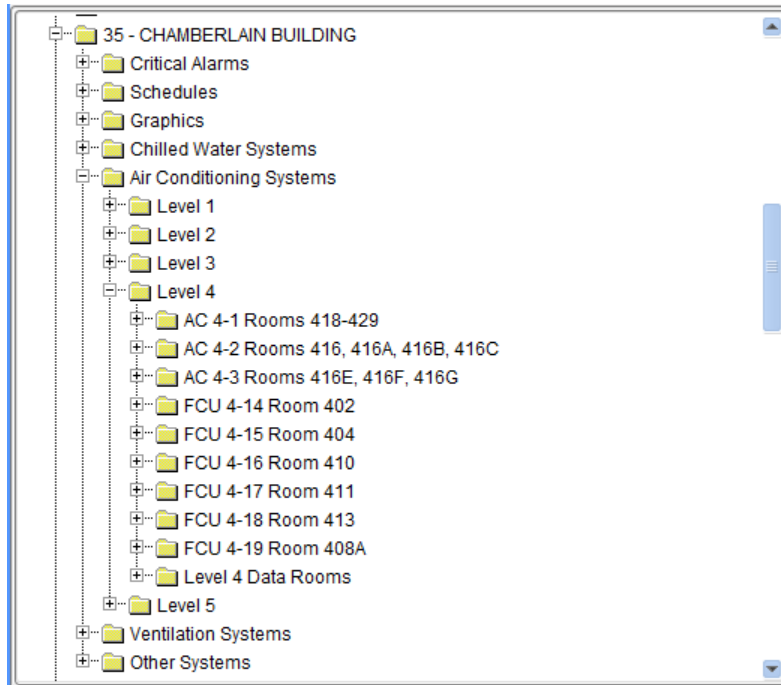 35 - CHAMBERLAIN BUILDING
Critical Alarms
Schedules
Graphics
Chilled Water Systems
Air Conditioning Systems
Level 1
Level 2
Level 3
Level 4
AC 4-1 Rooms 418-429
AC 4-2 Rooms 416, 416A, 416B, 416C
AC 4-3 Rooms 416E, 416F, 416G
FCU 4-14 Room 402
FCU 4-15 Room 404
FCU 4-16 Room 410
FCU 4-17 Room 411
FCU 4-18 Room 413
FCU 4-19 Room 408A
Level 4 Data Rooms
Level 5
Ventilation Systems
Other Systems